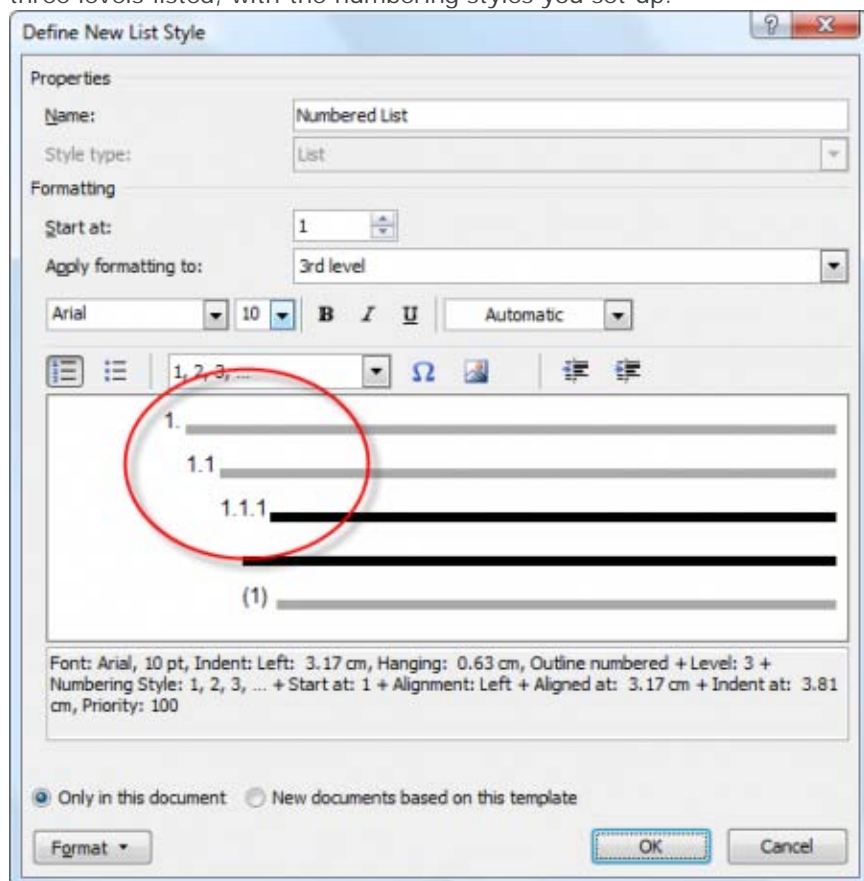 three levels listed, with the numbering styles you set up.
Define New List Style
Properties
Name: Numbered List
Style type: List
Formatting
Start at: 1
Apply formatting to: 3rd level
Arial 10 B I U Automatic
1, 2, 3, ... Ω
1.
1.1
1.1.1
(1)
Font: Arial, 10 pt, Indent: Left: 3.17 cm, Hanging: 0.63 cm, Outline numbered + Level: 3 +
Numbering Style: 1, 2, 3, ... + Start at: 1 + Alignment: Left + Aligned at: 3.17 cm + Indent at: 3.81
cm, Priority: 100
Only in this document New documents based on this template
Format OK Cancel